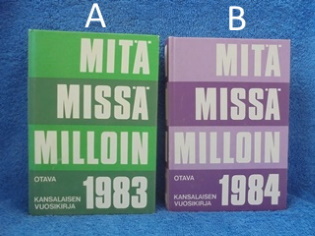 A
MITÄ
MISSÄ
MILLOIN
OTAVA
KANSALAISEN
VUOSIKIRJA
1983
B
MITÄ
MISSÄ
MILLOIN
OTAVA
KANSALAISEN
VUOSIKIRJA
1984